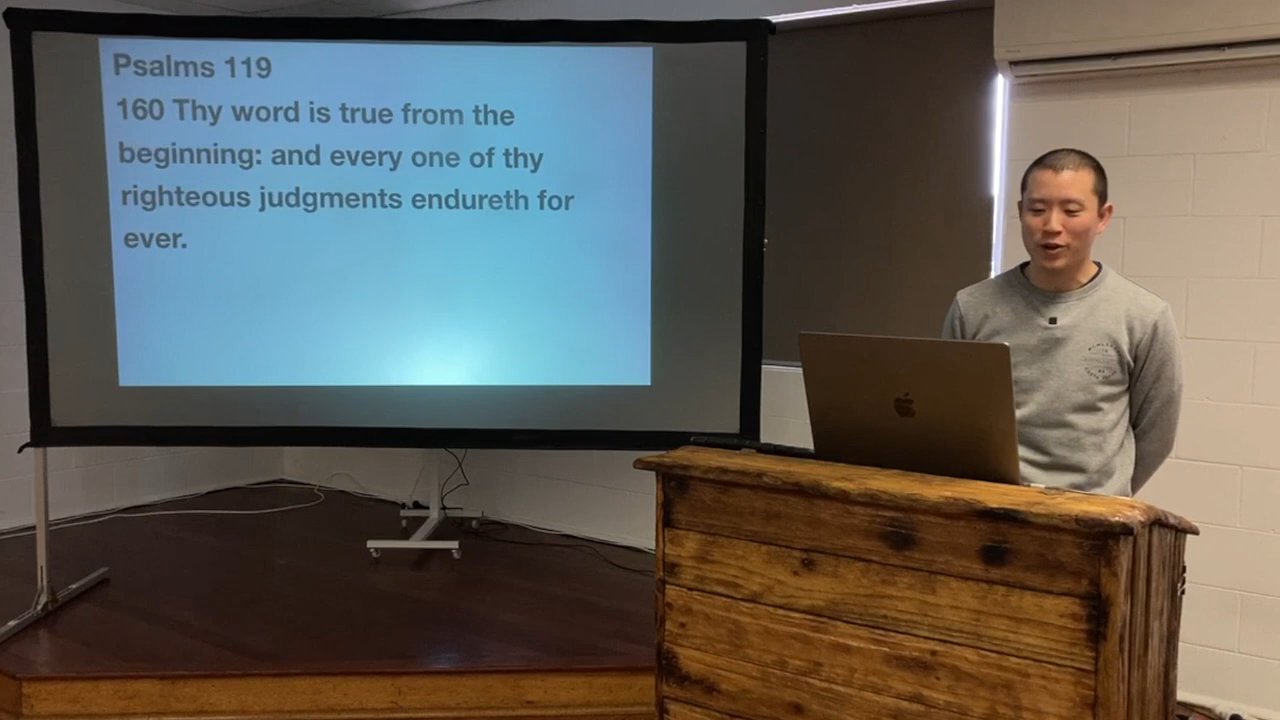 Psalms 119
160 Thy word is true from the
beginning: and every one of thy
righteous judgments endureth for
ever.